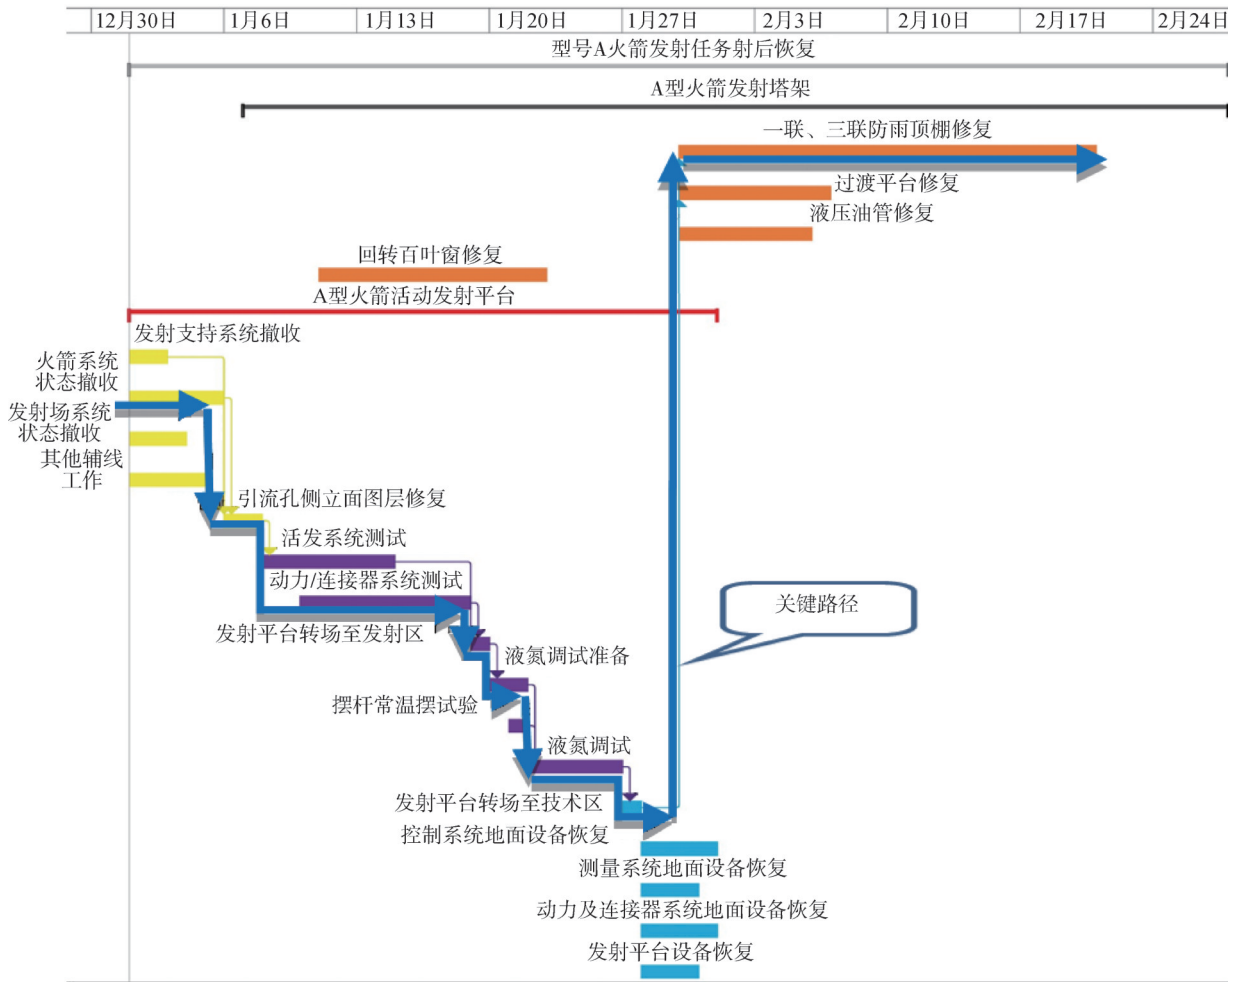 12月30日 1月6日 1月13日 1月20日 1月27日 2月3日 2月10日 2月17日 2月24日
型号A火箭发射任务射后恢复
A型火箭发射塔架
一联、三联防雨顶棚修复
过渡平台修复
液压油管修复
回转百叶窗修复
A型火箭活动发射平台
发射支持系统撤收
火箭系统
状态撤收
发射场系统
状态撤收
其他辅线
工作
引流孔侧立面图层修复
活发系统测试
动力/连接器系统测试
关键路径
发射平台转场至发射区
液氮调试准备
摆杆常温摆试验
液氮调试
发射平台转场至技术区
控制系统地面设备恢复
测量系统地面设备恢复
动力及连接器系统地面设备恢复
发射平台设备恢复